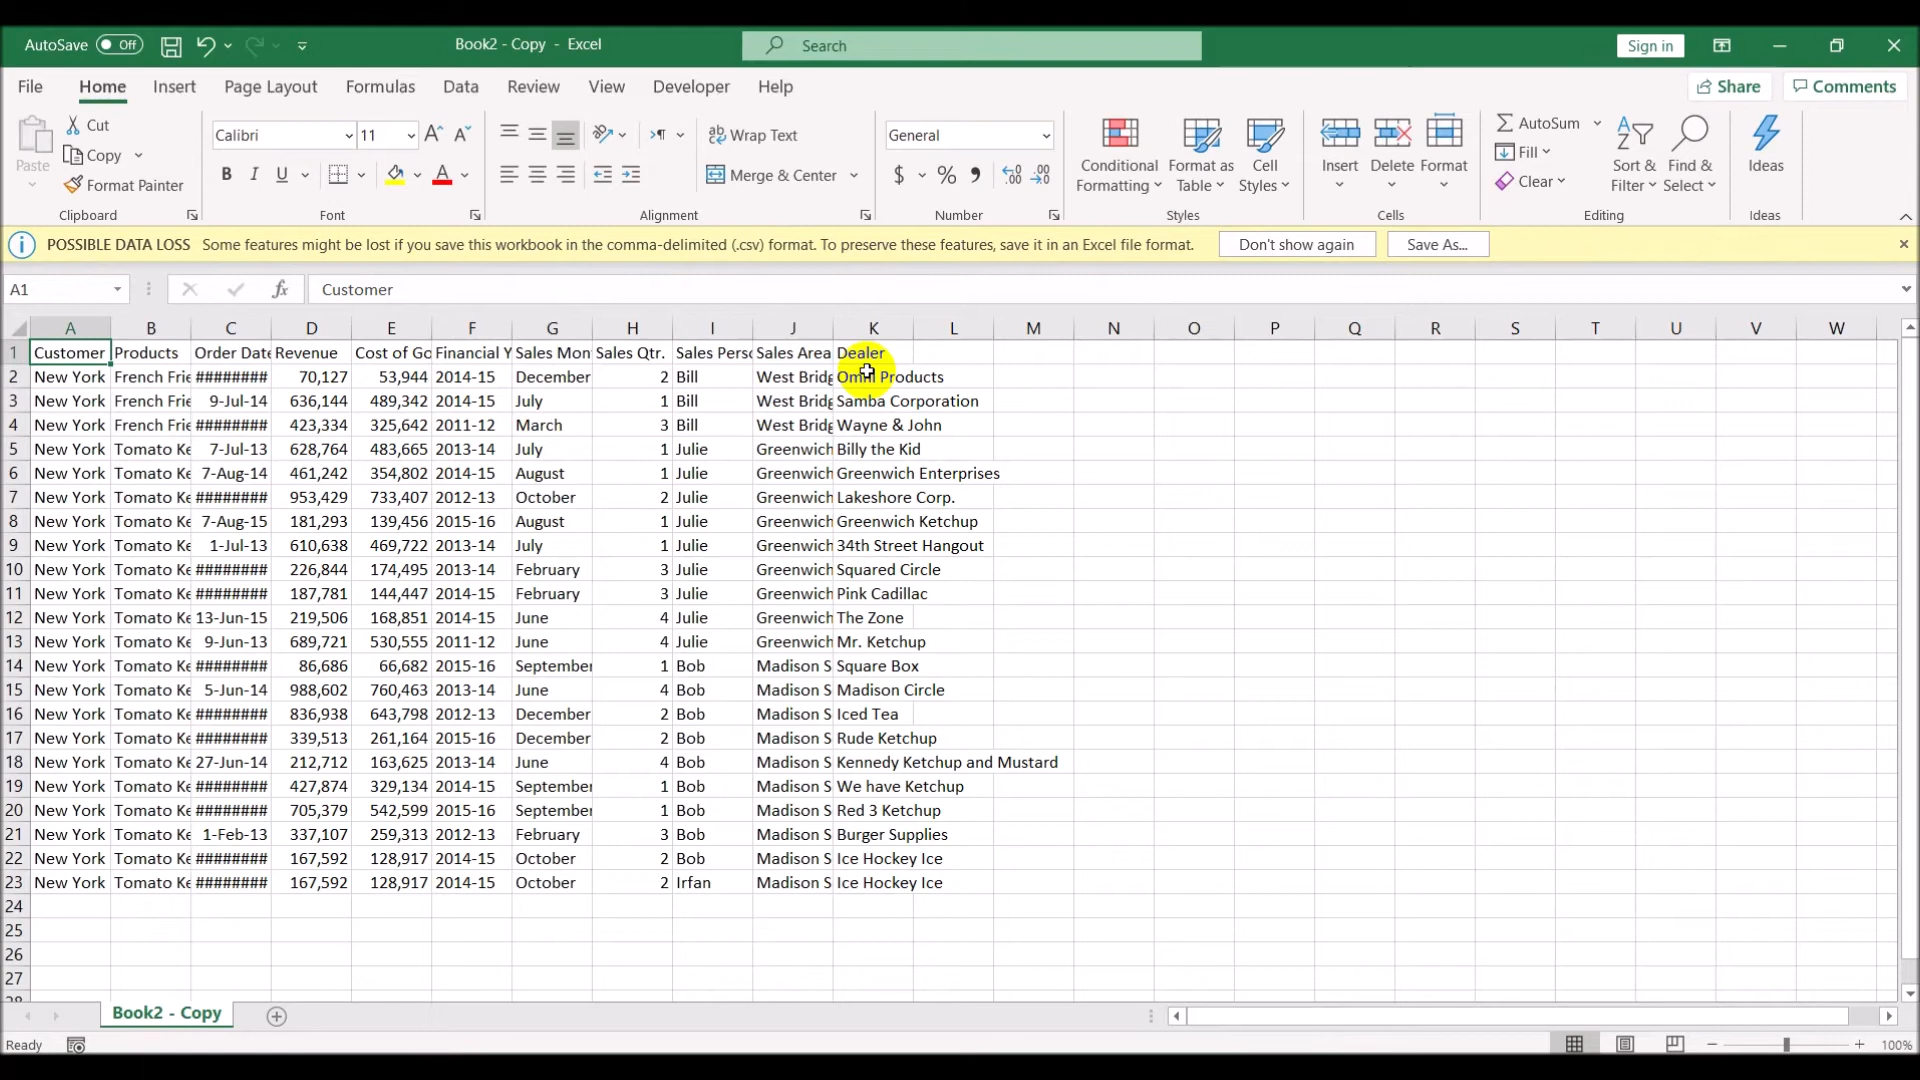 AutoSave Off Book2 - Copy - Excel Search Sign in
File Home Insert Page Layout Formulas Data Review View Developer Help Share Comments
Paste Cut Copy Format Painter Clipboard
Calibri 11 B I U A Font
Wrap Text Merge & Center Alignment
General $ % , Number
Conditional Formatting Format as Table Cell Styles Styles
Insert Delete Format Cells
AutoSum Fill Clear Sort & Filter Find & Select Editing
Ideas Ideas
POSSIBLE DATA LOSS Some features might be lost if you save this workbook in the comma-delimited (.csv) format. To preserve these features, save it in an Excel file format. Don't show again Save As...
A1 fx Customer
A B C D E F G H I J K L M N O P Q R S T U V W
1 Customer Products Order Date Revenue Cost of Go Financial Y Sales Mon Sales Qtr. Sales Perso Sales Area Dealer
2 New York French Frie ######## 70,127 53,944 2014-15 December 2 Bill West Bridg Omni Products
3 New York French Frie 9-Jul-14 636,144 489,342 2014-15 July 1 Bill West Bridg Samba Corporation
4 New York French Frie ######## 423,334 325,642 2011-12 March 3 Bill West Bridg Wayne & John
5 New York Tomato Ke 7-Jul-13 628,764 483,665 2013-14 July 1 Julie Greenwich Billy the Kid
6 New York Tomato Ke 7-Aug-14 461,242 354,802 2014-15 August 1 Julie Greenwich Greenwich Enterprises
7 New York Tomato Ke ######## 953,429 733,407 2012-13 October 2 Julie Greenwich Lakeshore Corp.
8 New York Tomato Ke 7-Aug-15 181,293 139,456 2015-16 August 1 Julie Greenwich Greenwich Ketchup
9 New York Tomato Ke 1-Jul-13 610,638 469,722 2013-14 July 1 Julie Greenwich 34th Street Hangout
10 New York Tomato Ke ######## 226,844 174,495 2013-14 February 3 Julie Greenwich Squared Circle
11 New York Tomato Ke ######## 187,781 144,447 2014-15 February 3 Julie Greenwich Pink Cadillac
12 New York Tomato Ke 13-Jun-15 219,506 168,851 2014-15 June 4 Julie Greenwich The Zone
13 New York Tomato Ke 9-Jun-13 689,721 530,555 2011-12 June 4 Julie Greenwich Mr. Ketchup
14 New York Tomato Ke ######## 86,686 66,682 2015-16 September 1 Bob Madison S Square Box
15 New York Tomato Ke 5-Jun-14 988,602 760,463 2013-14 June 4 Bob Madison S Madison Circle
16 New York Tomato Ke ######## 836,938 643,798 2012-13 December 2 Bob Madison S Iced Tea
17 New York Tomato Ke ######## 339,513 261,164 2015-16 December 2 Bob Madison S Rude Ketchup
18 New York Tomato Ke 27-Jun-14 212,712 163,625 2013-14 June 4 Bob Madison S Kennedy Ketchup and Mustard
19 New York Tomato Ke ######## 427,874 329,134 2014-15 September 1 Bob Madison S We have Ketchup
20 New York Tomato Ke ######## 705,379 542,599 2015-16 September 1 Bob Madison S Red 3 Ketchup
21 New York Tomato Ke 1-Feb-13 337,107 259,313 2012-13 February 3 Bob Madison S Burger Supplies
22 New York Tomato Ke ######## 167,592 128,917 2014-15 October 2 Bob Madison S Ice Hockey Ice
23 New York Tomato Ke ######## 167,592 128,917 2014-15 October 2 Irfan Madison S Ice Hockey Ice
24
25
26
27
28
Book2 - Copy
Ready 100%